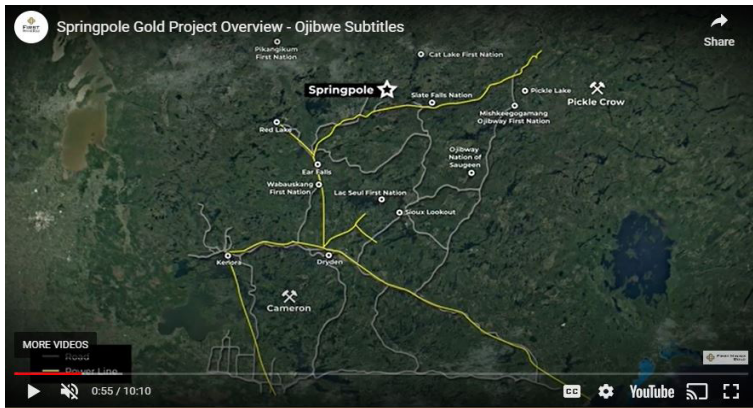 FIRST
Springpole Gold Project Overview - Ojibwe Subtitles
Share
Pikangikum
First Nation
Cat Lake First Nation
Springpole
Slate Falls Nation
Pickle Lake
Pickle Crow
Mishkeegogamang
Ojibway First Nation
Red Lake
Ojibway
Nation of
Saugeen
Ear Falls
Wabauskang
First Nation
Lac Seul First Nation
Sioux Lookout
Kenora
Dryden
Cameron
MORE VIDEOS
Road
Power Line
0:55 / 10:10
CC
YouTube